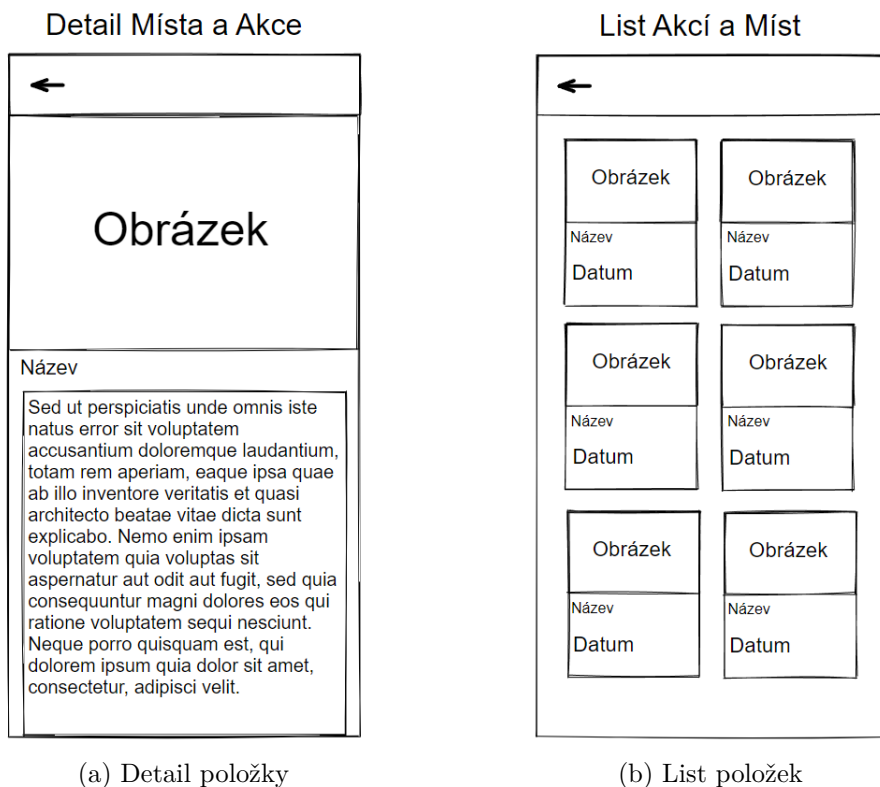 Detail Místa a Akce
Obrázek
Název
Sed ut perspiciatis unde omnis iste
natus error sit voluptatem
accusantium doloremque laudantium,
totam rem aperiam, eaque ipsa quae
ab illo inventore veritatis et quasi
architecto beatae vitae dicta sunt
explicabo. Nemo enim ipsam
voluptatem quia voluptas sit
aspernatur aut odit aut fugit, sed quia
consequuntur magni dolores eos qui
ratione voluptatem sequi nesciunt.
Neque porro quisquam est, qui
dolorem ipsum quia dolor sit amet,
consectetur, adipisci velit.
(a) Detail položky
List Akcí a Míst
Obrázek
Název
Datum
Obrázek
Název
Datum
Obrázek
Název
Datum
Obrázek
Název
Datum
Obrázek
Název
Datum
Obrázek
Název
Datum
(b) List položek